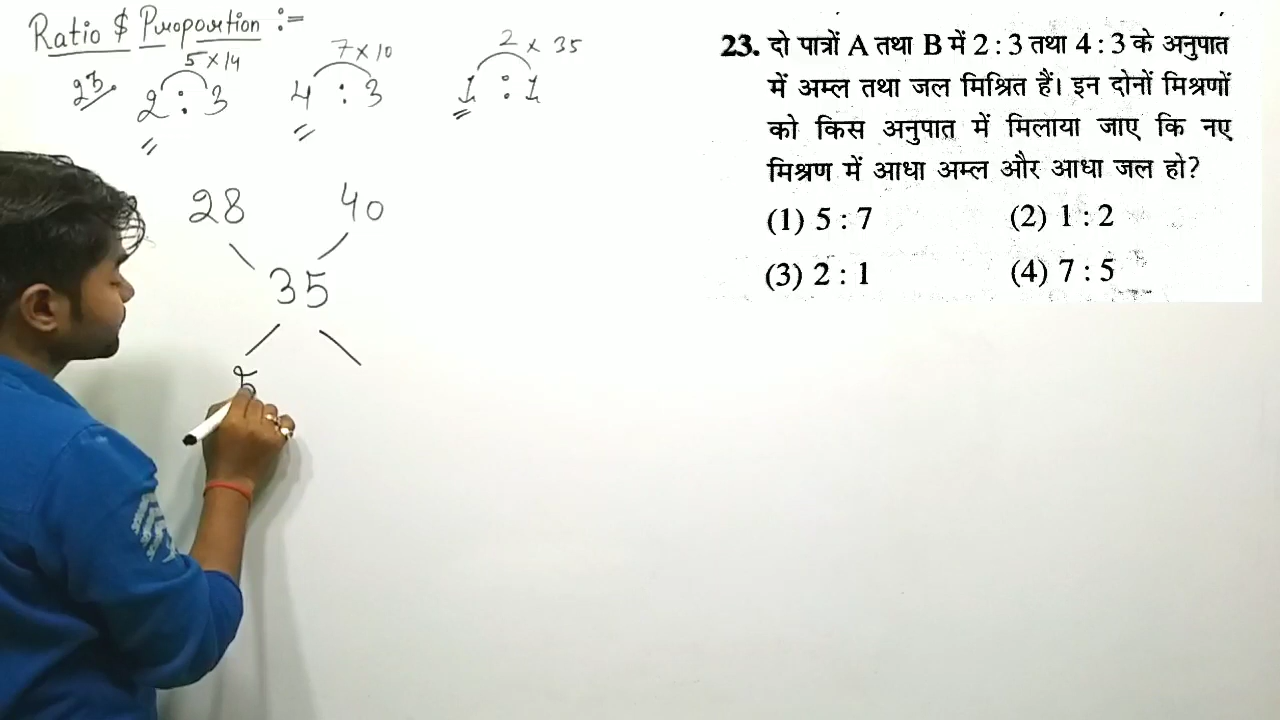 Ratio $ Proportion :-
5 × 14 7 × 10 2 × 35
23. 2 : 3 4 : 3 1 : 1
28 40
35
5
23. दो पात्रों A तथा B में 2 : 3 तथा 4 : 3 के अनुपात
में अम्ल तथा जल मिश्रित हैं। इन दोनों मिश्रणों
को किस अनुपात में मिलाया जाए कि नए
मिश्रण में आधा अम्ल और आधा जल हो?
(1) 5 : 7 (2) 1 : 2
(3) 2 : 1 (4) 7 : 5